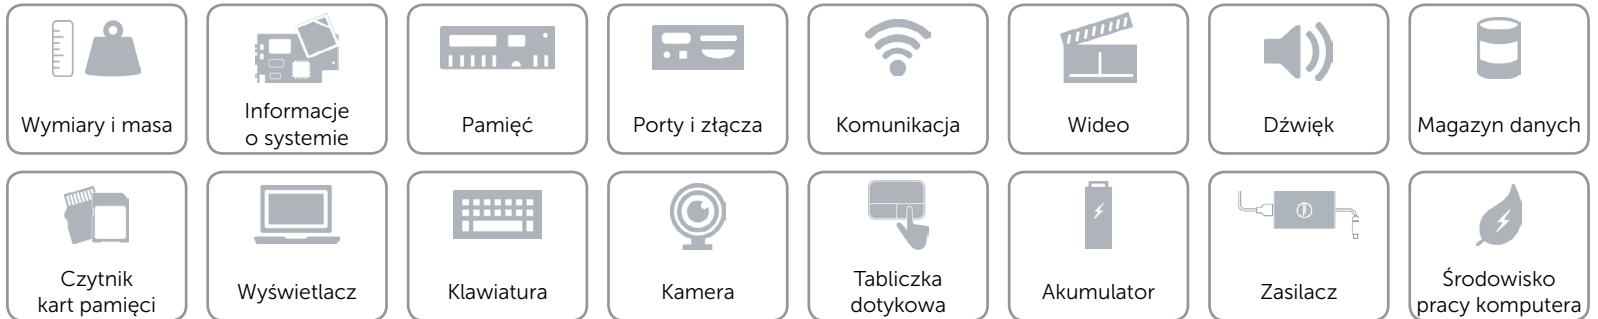 Wymiary i masa
Informacje
o systemie
Pamięć
Porty i złącza
Komunikacja
Wideo
Dźwięk
Magazyn danych
Czytnik
kart pamięci
Wyświetlacz
Klawiatura
Kamera
Tabliczka
dotykowa
Akumulator
Zasilacz
Środowisko
pracy komputera